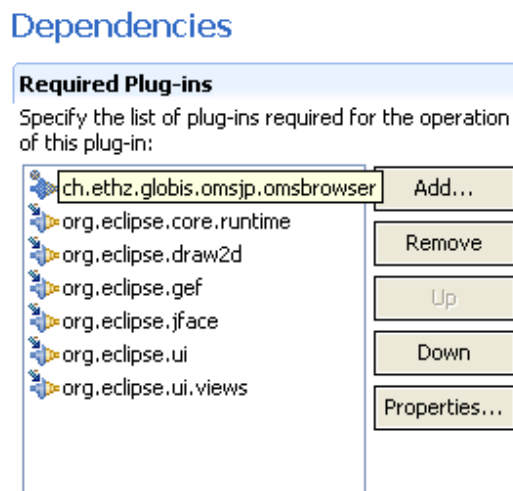 Dependencies
Required Plug-ins
Specify the list of plug-ins required for the operation
of this plug-in:
ch.ethz.globis.omsjp.omsbrowser
org.eclipse.core.runtime
org.eclipse.draw2d
org.eclipse.gef
org.eclipse.jface
org.eclipse.ui
org.eclipse.ui.views
Add...
Remove
Up
Down
Properties...